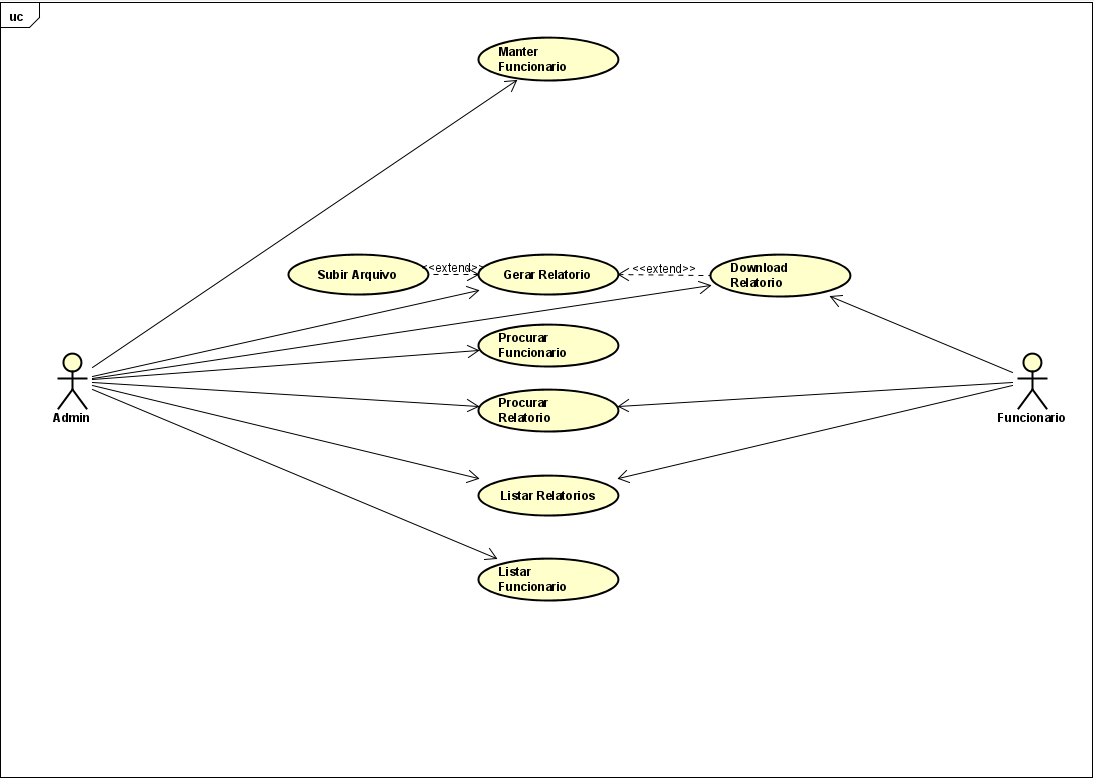 uc
Manter
Funcionario
Subir Arquivo
<<extend>>
Gerar Relatorio
<<extend>>
Download
Relatorio
Procurar
Funcionario
Procurar
Relatorio
Admin
Funcionario
Listar Relatorios
Listar
Funcionario